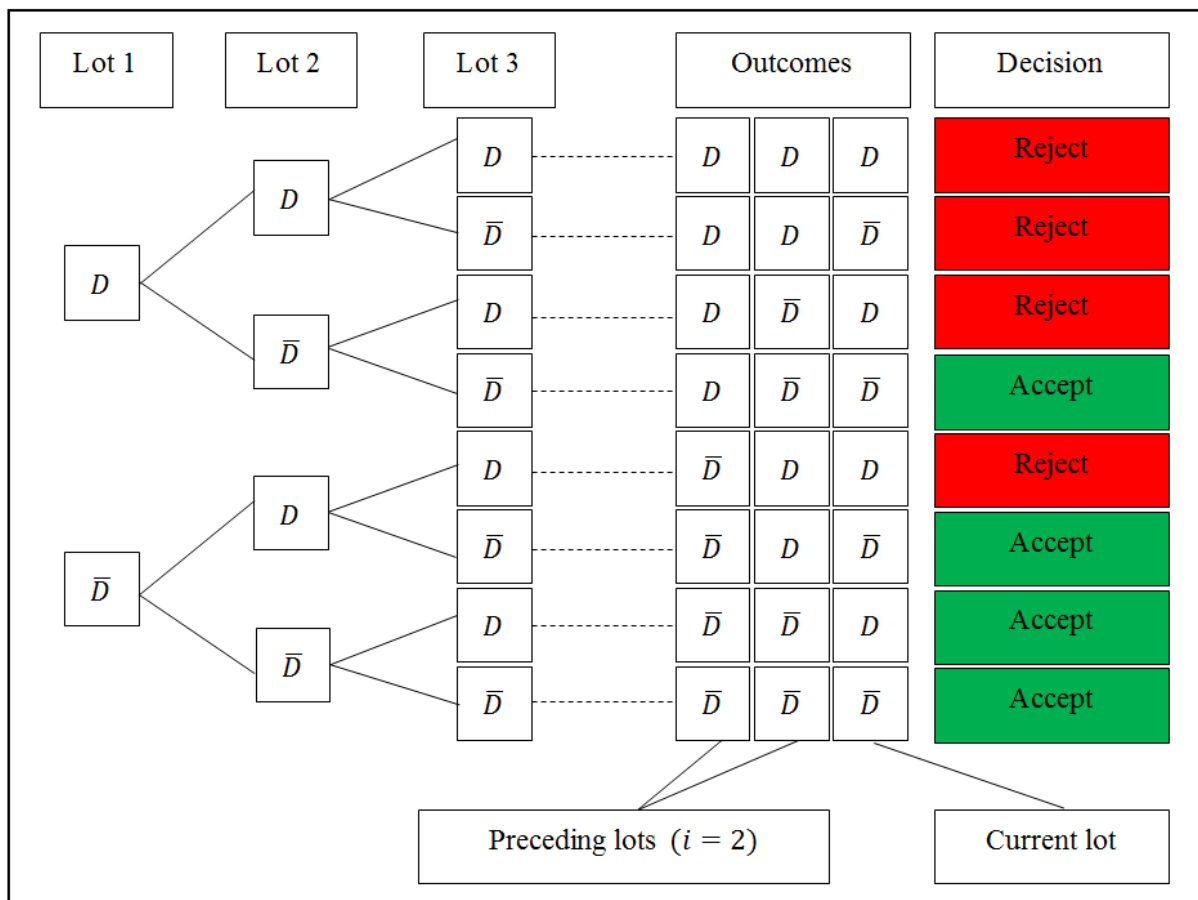 Lot 1 Lot 2 Lot 3 Outcomes Decision
D D D D Reject
D
D̅ D D D̅ Reject
D
D D D̅ D Reject
D̅
D̅ D D̅ D̅ Accept
D D̅ D D Reject
D
D̅ D̅ D D̅ Accept
D̅
D D̅ D̅ D Accept
D̅
D̅ D̅ D̅ D̅ Accept
Preceding lots (i = 2) Current lot